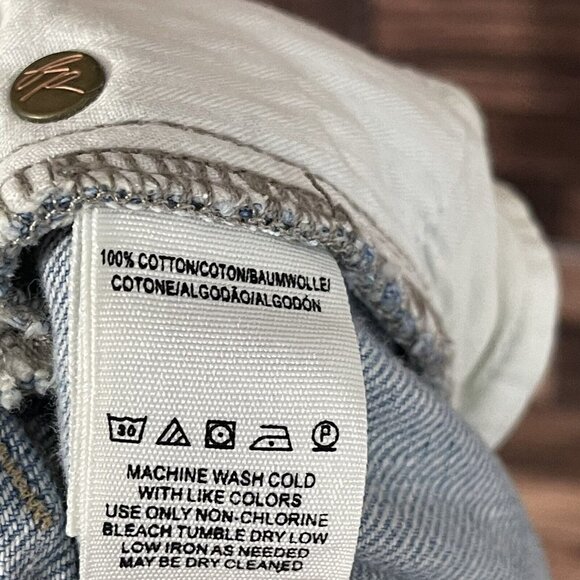 100% COTTON/COTON/BAUMWOLLE/
COTONE/ALGODÃO/ALGODÓN
30
P
MACHINE WASH COLD
WITH LIKE COLORS
USE ONLY NON-CHLORINE
BLEACH TUMBLE DRY LOW
LOW IRON AS NEEDED
MAY BE DRY CLEANED